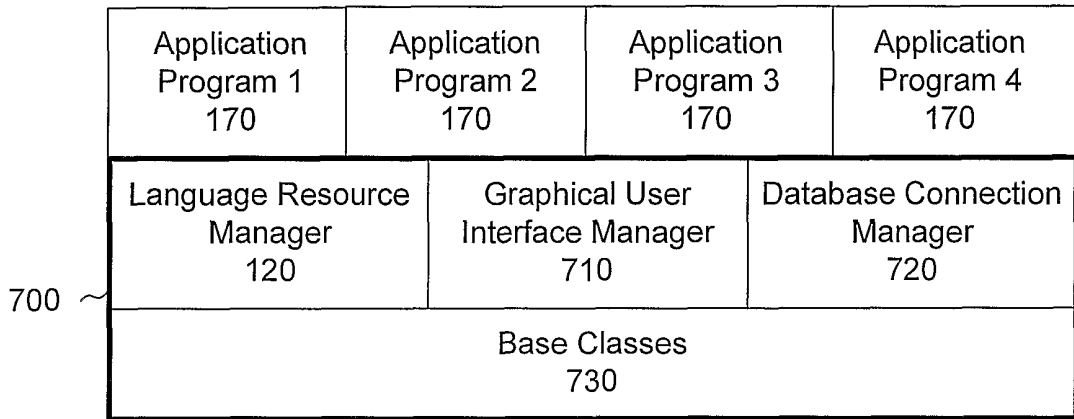 Application
Program 1
170
Application
Program 2
170
Application
Program 3
170
Application
Program 4
170
Language Resource
Manager
120
Graphical User
Interface Manager
710
Database Connection
Manager
720
700
Base Classes
730